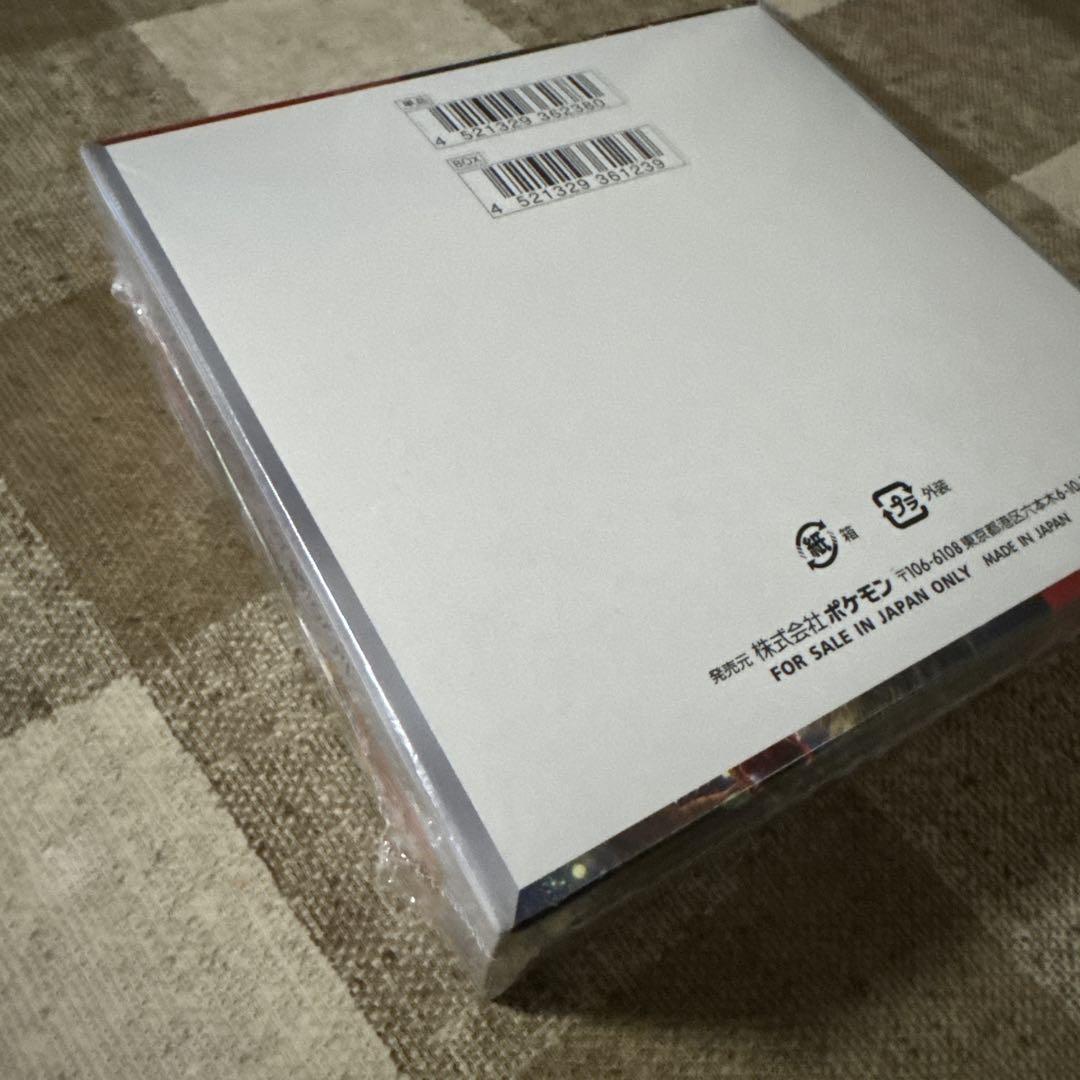 単品
4 521329 362380
BOX
4 521329 361239
紙 箱
プラ 外装
発売元 株式会社ポケモン 〒106-6108 東京都港区六本木6-10-
FOR SALE IN JAPAN ONLY MADE IN JAPAN